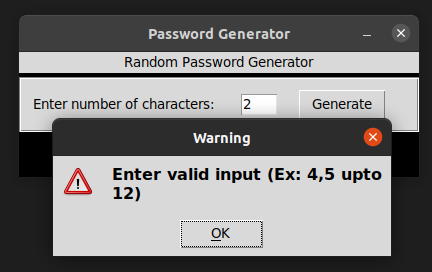 Password Generator
Random Password Generator
Enter number of characters: 2 Generate
Warning
Enter valid input (Ex: 4,5 upto
12)
OK